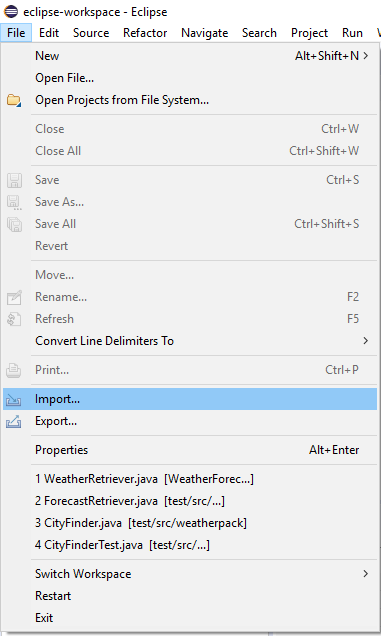 eclipse-workspace - Eclipse
File Edit Source Refactor Navigate Search Project Run
New Alt+Shift+N >
Open File...
Open Projects from File System...
Close Ctrl+W
Close All Ctrl+Shift+W
Save Ctrl+S
Save As...
Save All Ctrl+Shift+S
Revert
Move...
Rename... F2
Refresh F5
Convert Line Delimiters To >
Print... Ctrl+P
Import...
Export...
Properties Alt+Enter
1 WeatherRetriever.java [WeatherForec...]
2 ForecastRetriever.java [test/src/...]
3 CityFinder.java [test/src/weatherpack]
4 CityFinderTest.java [test/src/...]
Switch Workspace >
Restart
Exit